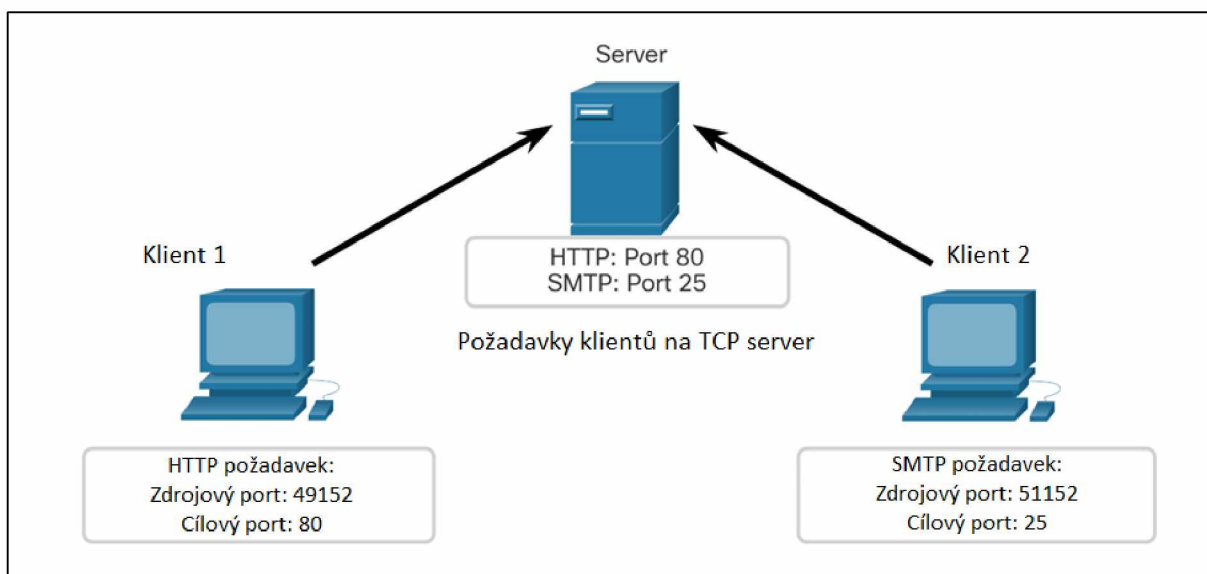 Server
HTTP: Port 80
SMTP: Port 25
Klient 1
Klient 2
Požadavky klientů na TCP server
HTTP požadavek:
Zdrojový port: 49152
Cílový port: 80
SMTP požadavek:
Zdrojový port: 51152
Cílový port: 25